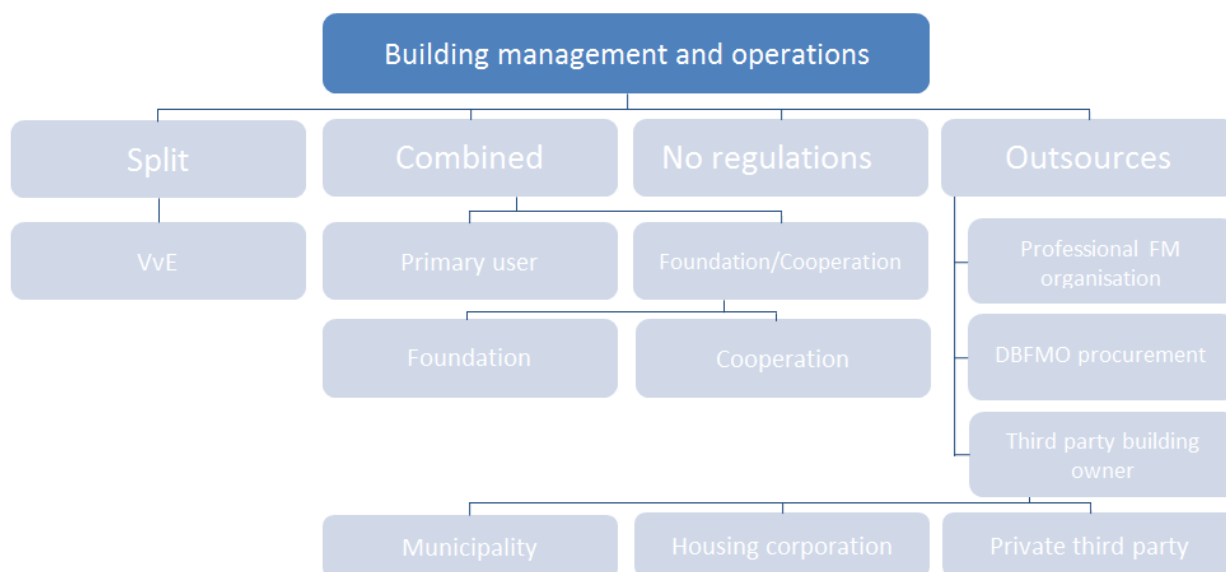 Building management and operations
Split
Combined
No regulations
Outsources
VvE
Primary user
Foundation/Cooperation
Professional FM
organisation
Foundation
Cooperation
DBFMO procurement
Third party building
owner
Municipality
Housing corporation
Private third party